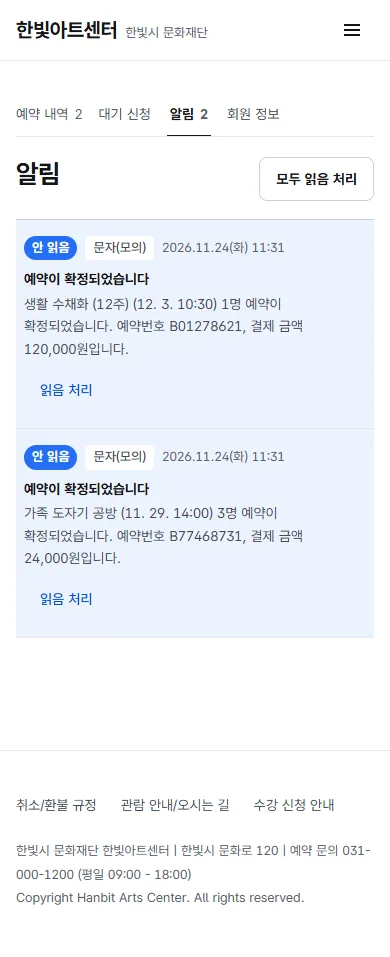 한빛아트센터 한빛시 문화재단
예약 내역 2 대기 신청 알림 2 회원 정보
알림
모두 읽음 처리
안 읽음 문자(모의) 2026.11.24(화) 11:31
예약이 확정되었습니다
생활 수채화 (12주) (12. 3. 10:30) 1명 예약이
확정되었습니다. 예약번호 B01278621, 결제 금액
120,000원입니다.
읽음 처리
안 읽음 문자(모의) 2026.11.24(화) 11:31
예약이 확정되었습니다
가족 도자기 공방 (11. 29. 14:00) 3명 예약이
확정되었습니다. 예약번호 B77468731, 결제 금액
24,000원입니다.
읽음 처리
취소/환불 규정 관람 안내/오시는 길 수강 신청 안내
한빛시 문화재단 한빛아트센터 | 한빛시 문화로 120 | 예약 문의 031-
000-1200 (평일 09:00 - 18:00)
Copyright Hanbit Arts Center. All rights reserved.